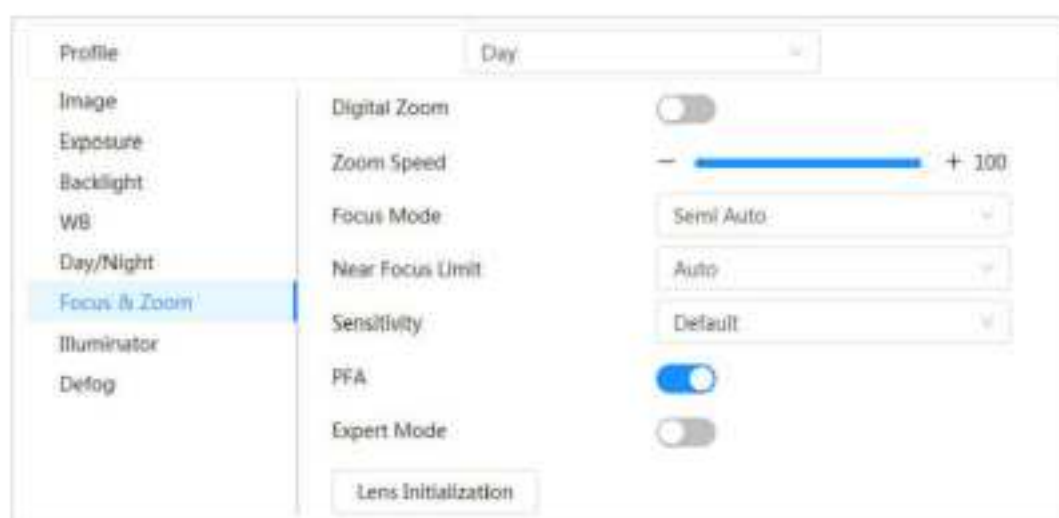 Profile Day
Image
Exposure
Backlight
WB
Day/Night
Focus & Zoom
Illuminator
Defog
Digital Zoom
Zoom Speed − + 100
Focus Mode Semi Auto
Near Focus Limit Auto
Sensitivity Default
PFA
Expert Mode
Lens Initialization